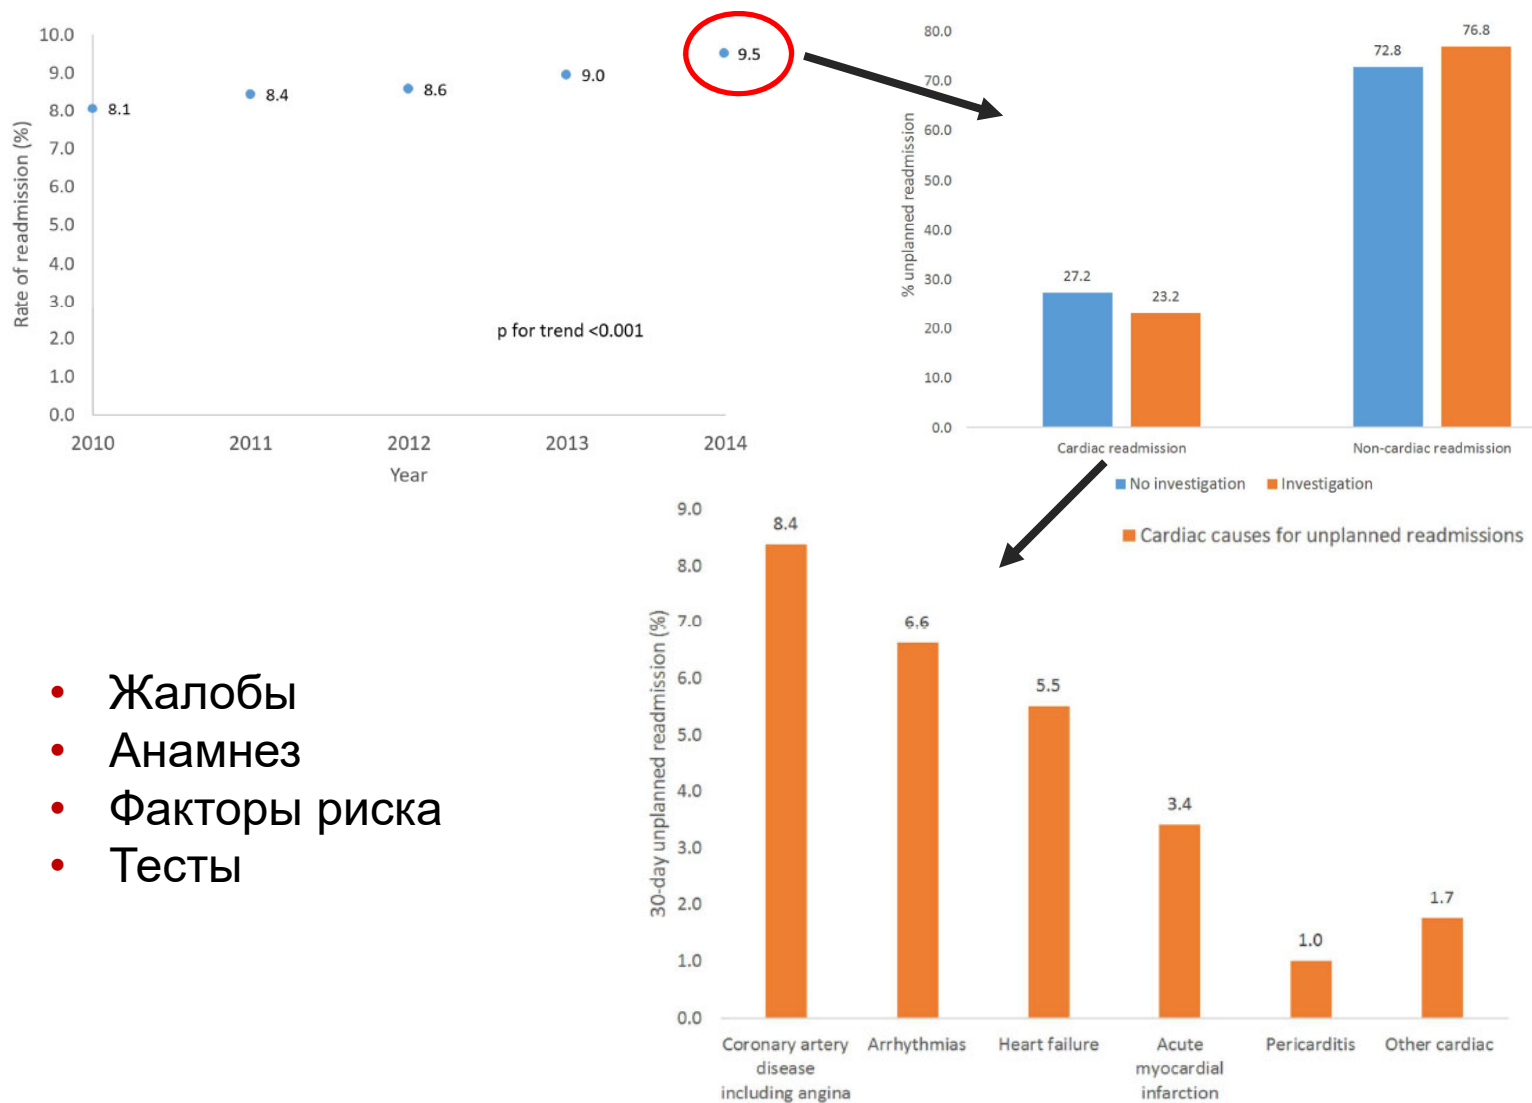 10.0
9.0
8.0
7.0
6.0
5.0
4.0
3.0
2.0
1.0
0.0
Rate of readmission (%)
8.1
8.4
8.6
9.0
9.5
p for trend <0.001
2010
2011
2012
2013
2014
Year
80.0
70.0
60.0
50.0
40.0
30.0
20.0
10.0
0.0
% unplanned readmission
27.2
23.2
72.8
76.8
Cardiac readmission
Non-cardiac readmission
No investigation
Investigation
Cardiac causes for unplanned readmissions
9.0
8.0
7.0
6.0
5.0
4.0
3.0
2.0
1.0
0.0
30-day unplanned readmission (%)
8.4
6.6
5.5
3.4
1.0
1.7
Coronary artery
disease
including angina
Arrhythmias
Heart failure
Acute
myocardial
infarction
Pericarditis
Other cardiac
• Жалобы
• Анамнез
• Факторы риска
• Тесты